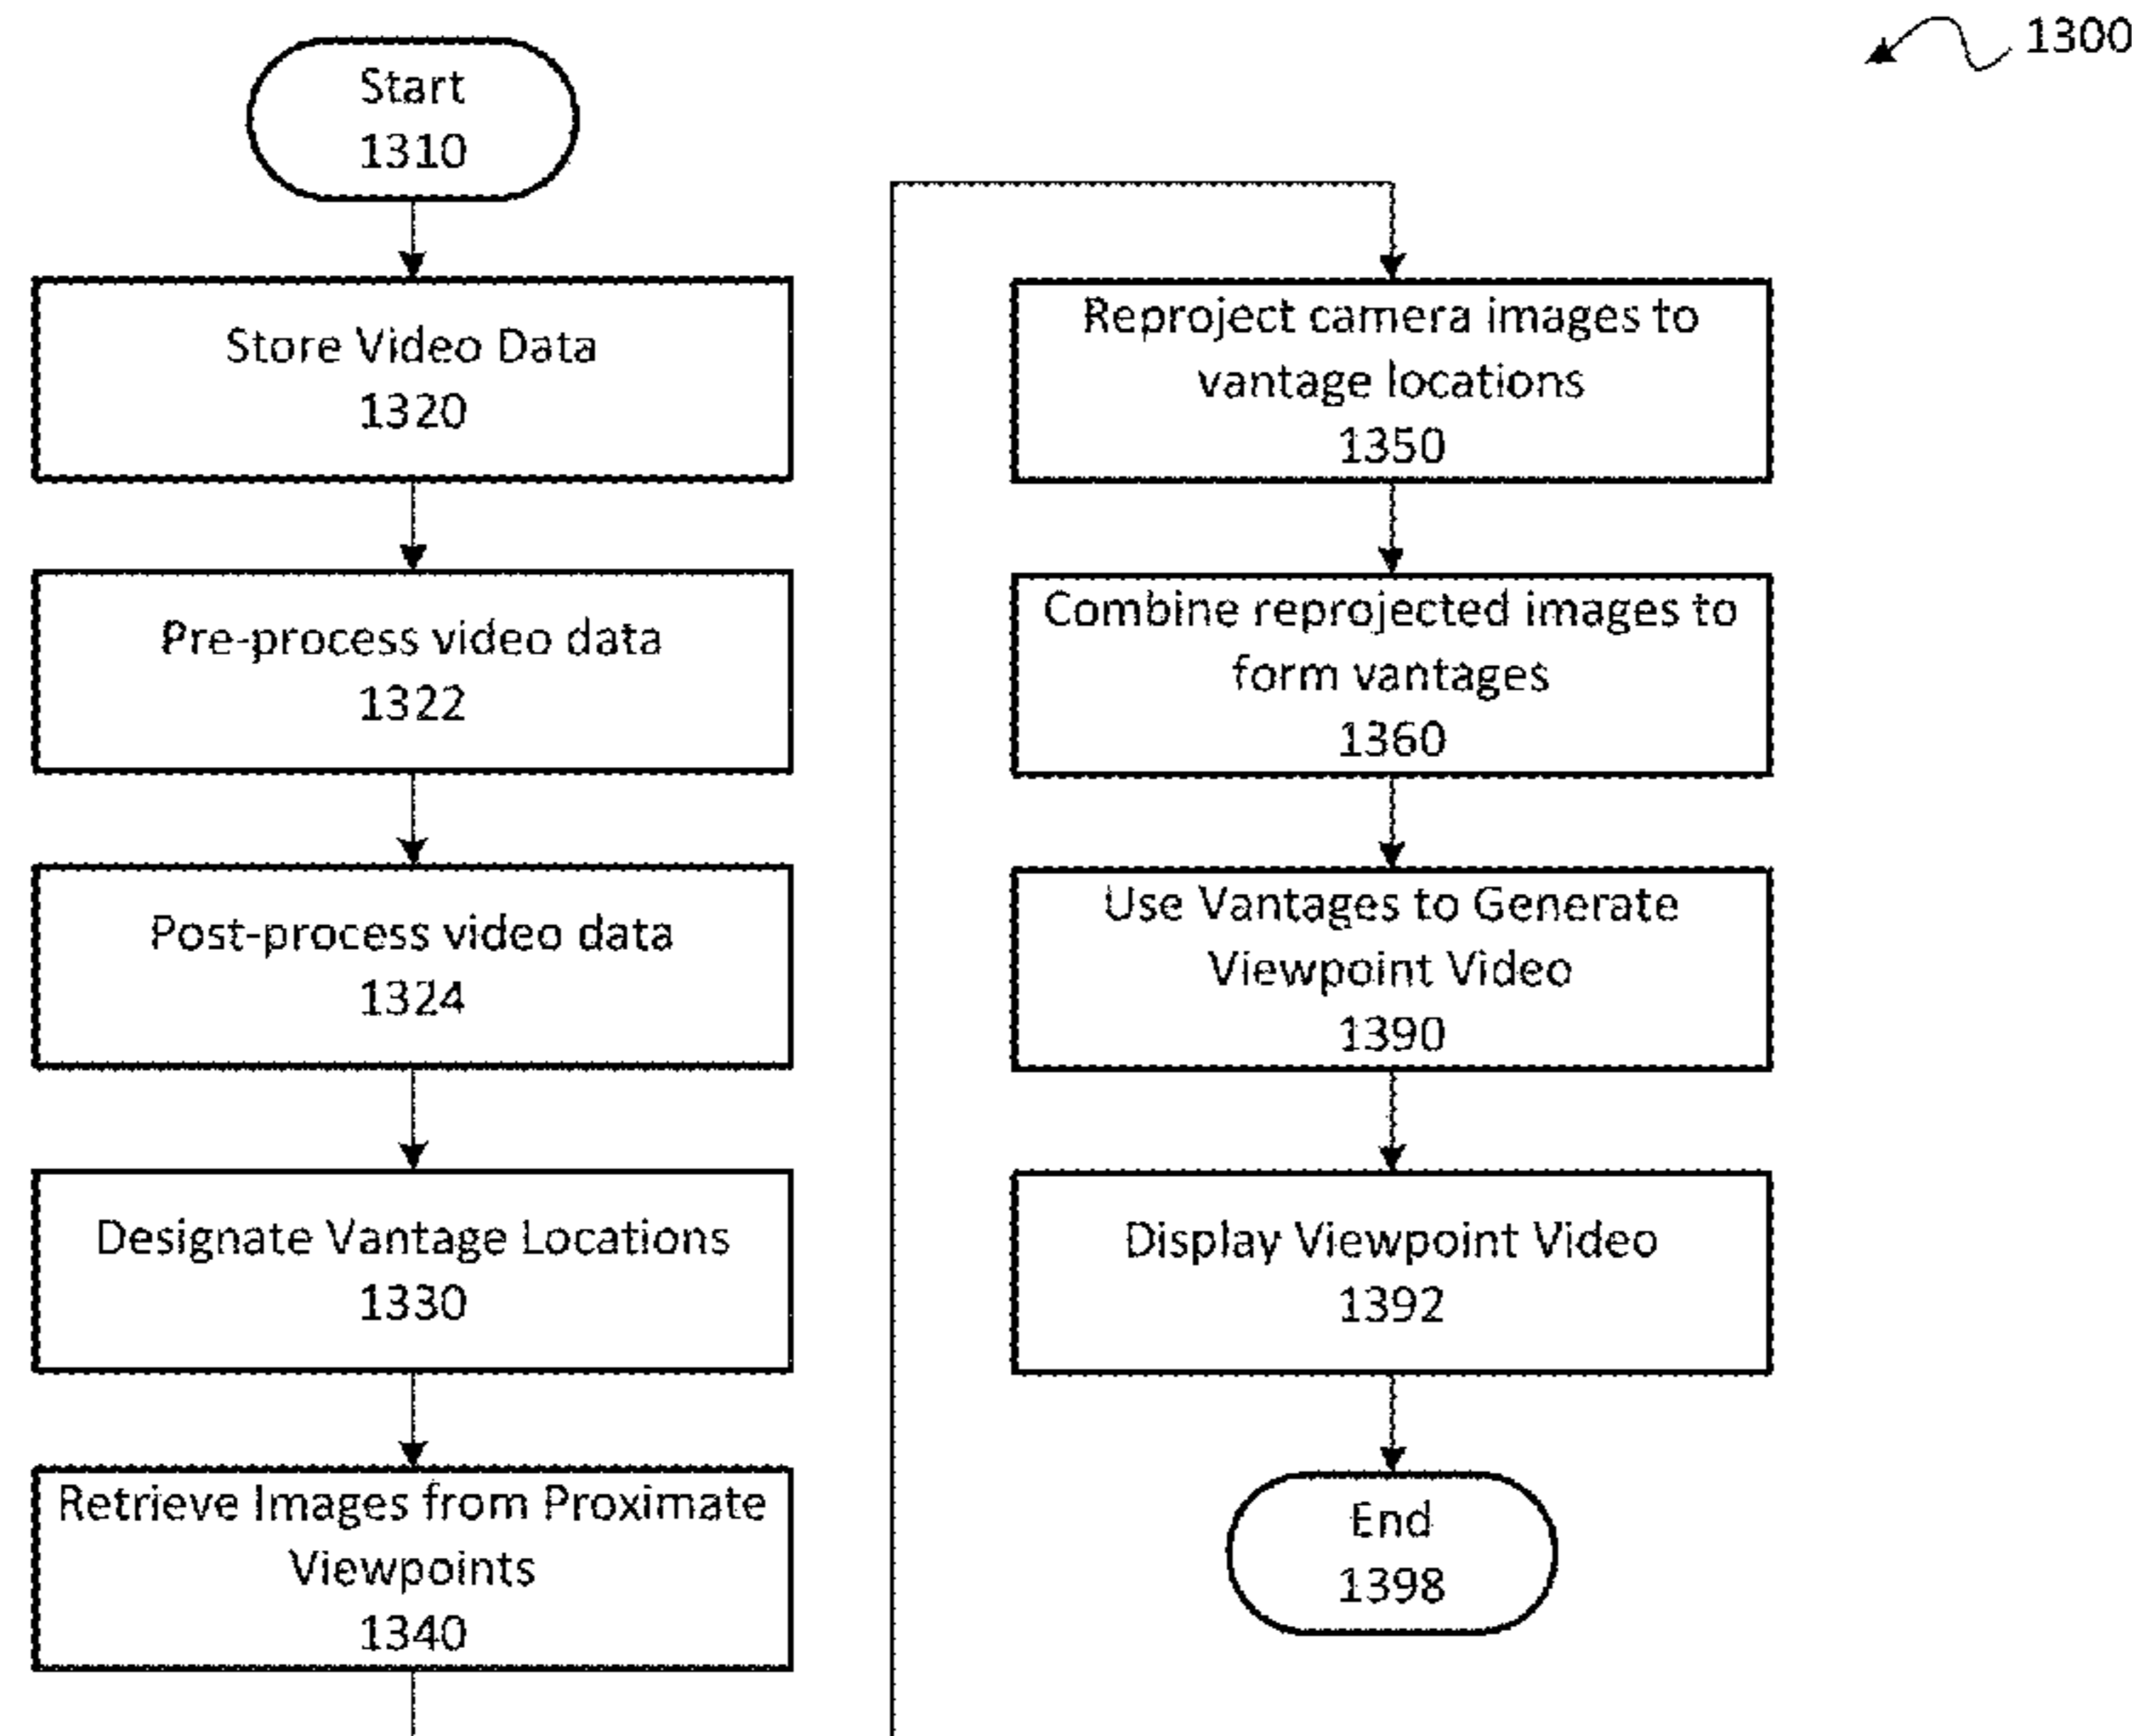 1300
Start
1310
Store Video Data
1320
Pre-process video data
1322
Post-process video data
1324
Designate Vantage Locations
1330
Retrieve Images from Proximate
Viewpoints
1340
Reproject camera images to
vantage locations
1350
Combine reprojected images to
form vantages
1360
Use Vantages to Generate
Viewpoint Video
1390
Display Viewpoint Video
1392
End
1398